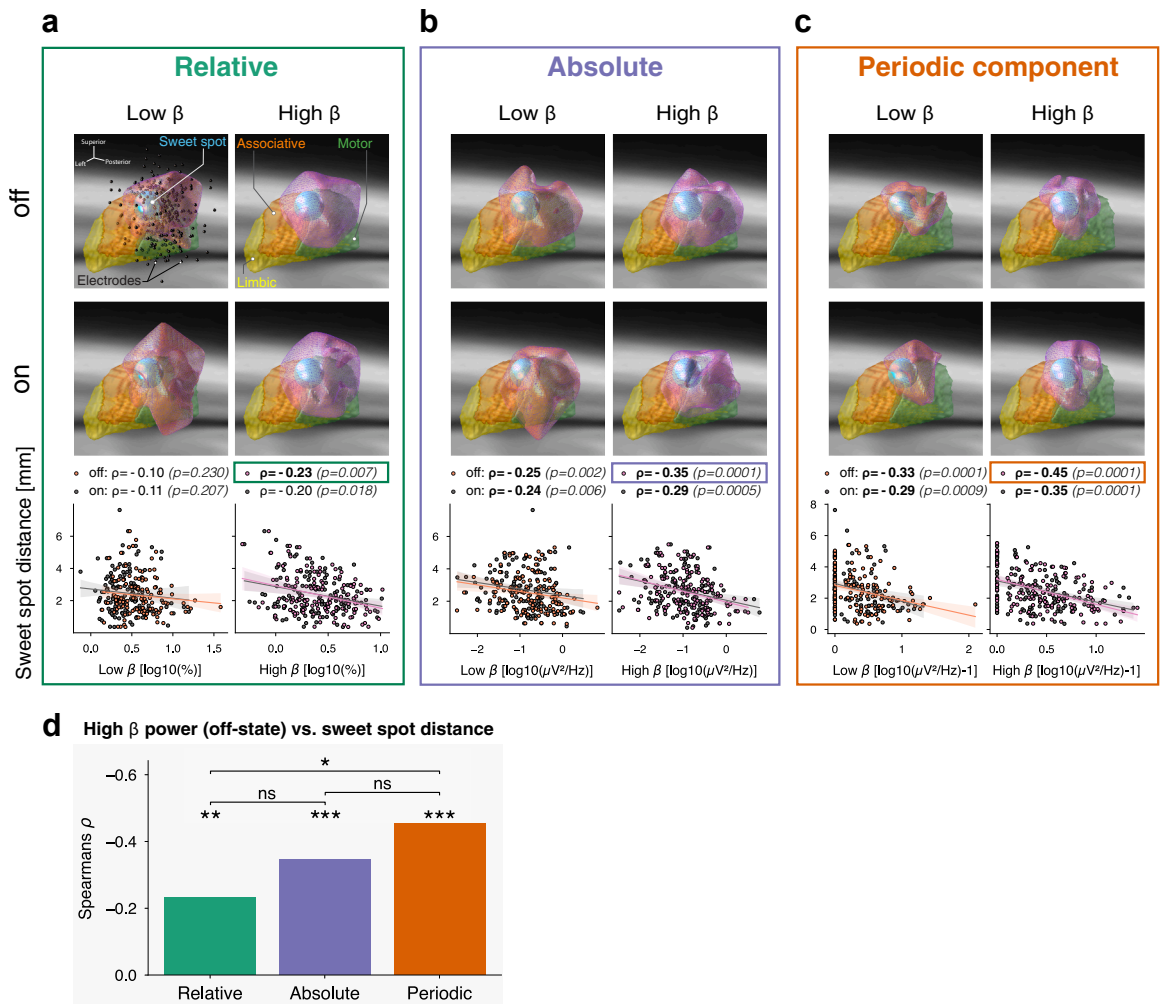 a
b
c
Relative
Absolute
Periodic component
Low β
High β
Low β
High β
Low β
High β
off
Superior
Left
Posterior
Sweet spot
Associative
Motor
Electrodes
Limbic
on
off: ρ= - 0.10 (p=0.230)
on: ρ= - 0.11 (p=0.207)
ρ= - 0.23 (p=0.007)
ρ= - 0.20 (p=0.018)
off: ρ= - 0.25 (p=0.002)
on: ρ= - 0.24 (p=0.006)
ρ= - 0.35 (p=0.0001)
ρ= - 0.29 (p=0.0005)
off: ρ= - 0.33 (p=0.0001)
on: ρ= - 0.29 (p=0.0009)
ρ= - 0.45 (p=0.0001)
ρ= - 0.35 (p=0.0001)
Sweet spot distance [mm]
6
4
2
0.0 0.5 1.0 1.5
Low β [log10(%)]
0.0 0.5 1.0
High β [log10(%)]
6
4
2
−2 −1 0
Low β [log10(μV²/Hz)]
−2 −1 0
High β [log10(μV²/Hz)]
8
6
4
2
0
0 1 2
Low β [log10(μV²/Hz)-1]
0.0 0.5 1.0
High β [log10(μV²/Hz)-1]
d
High β power (off-state) vs. sweet spot distance
Spearmans ρ
−0.6
−0.4
−0.2
0.0
*
ns
ns
**
***
***
Relative
Absolute
Periodic